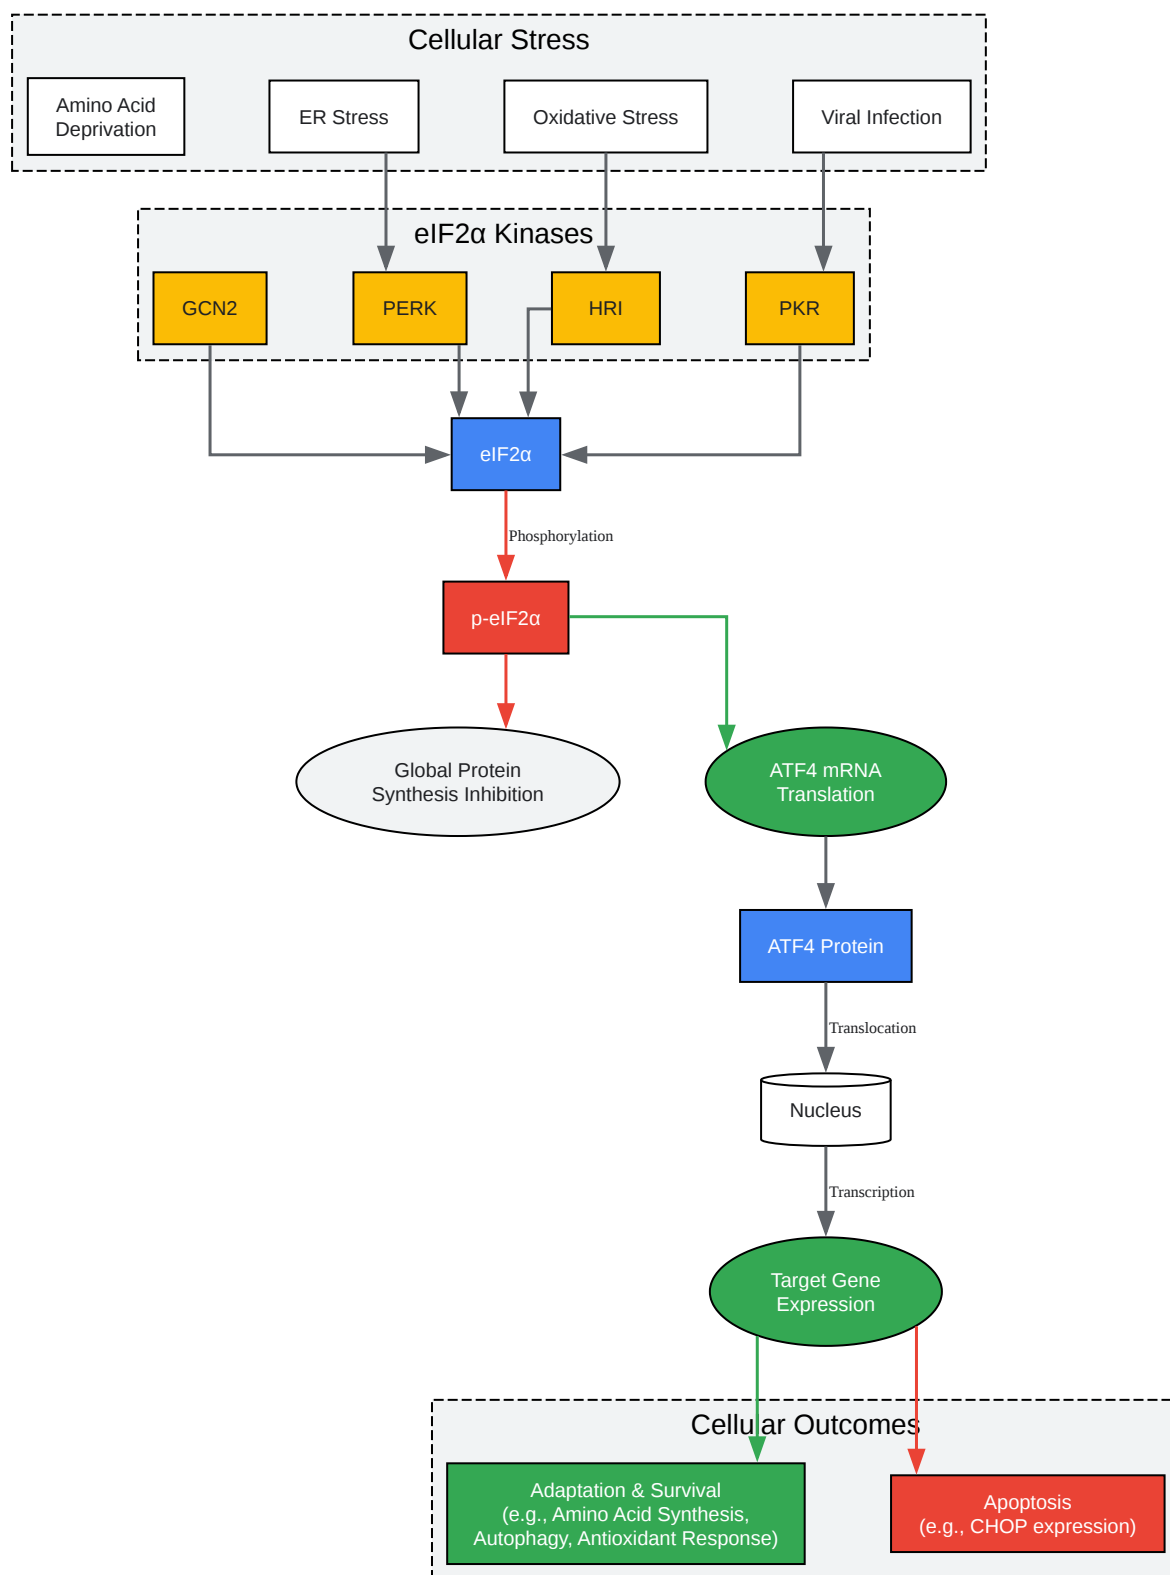 Cellular Stress
Amino Acid
Deprivation
ER Stress
Oxidative Stress
Viral Infection
eIF2α Kinases
GCN2
PERK
HRI
PKR
eIF2α
Phosphorylation
p-eIF2α
Global Protein
Synthesis Inhibition
ATF4 mRNA
Translation
ATF4 Protein
Translocation
Nucleus
Transcription
Target Gene
Expression
Cellular Outcomes
Adaptation & Survival
(e.g., Amino Acid Synthesis,
Autophagy, Antioxidant Response)
Apoptosis
(e.g., CHOP expression)